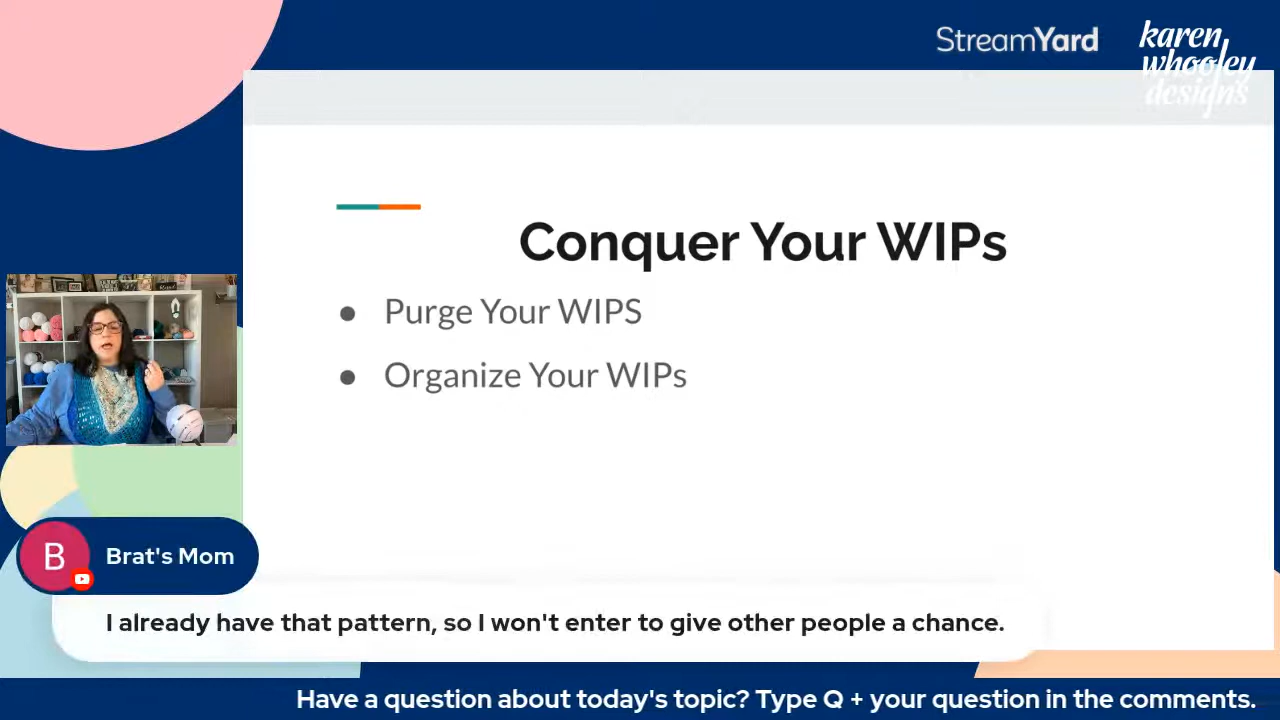 StreamYard
karen
whooley
designs
Conquer Your WIPs
● Purge Your WIPS
● Organize Your WIPs
B
Brat's Mom
I already have that pattern, so I won't enter to give other people a chance.
Have a question about today's topic? Type Q + your question in the comments.